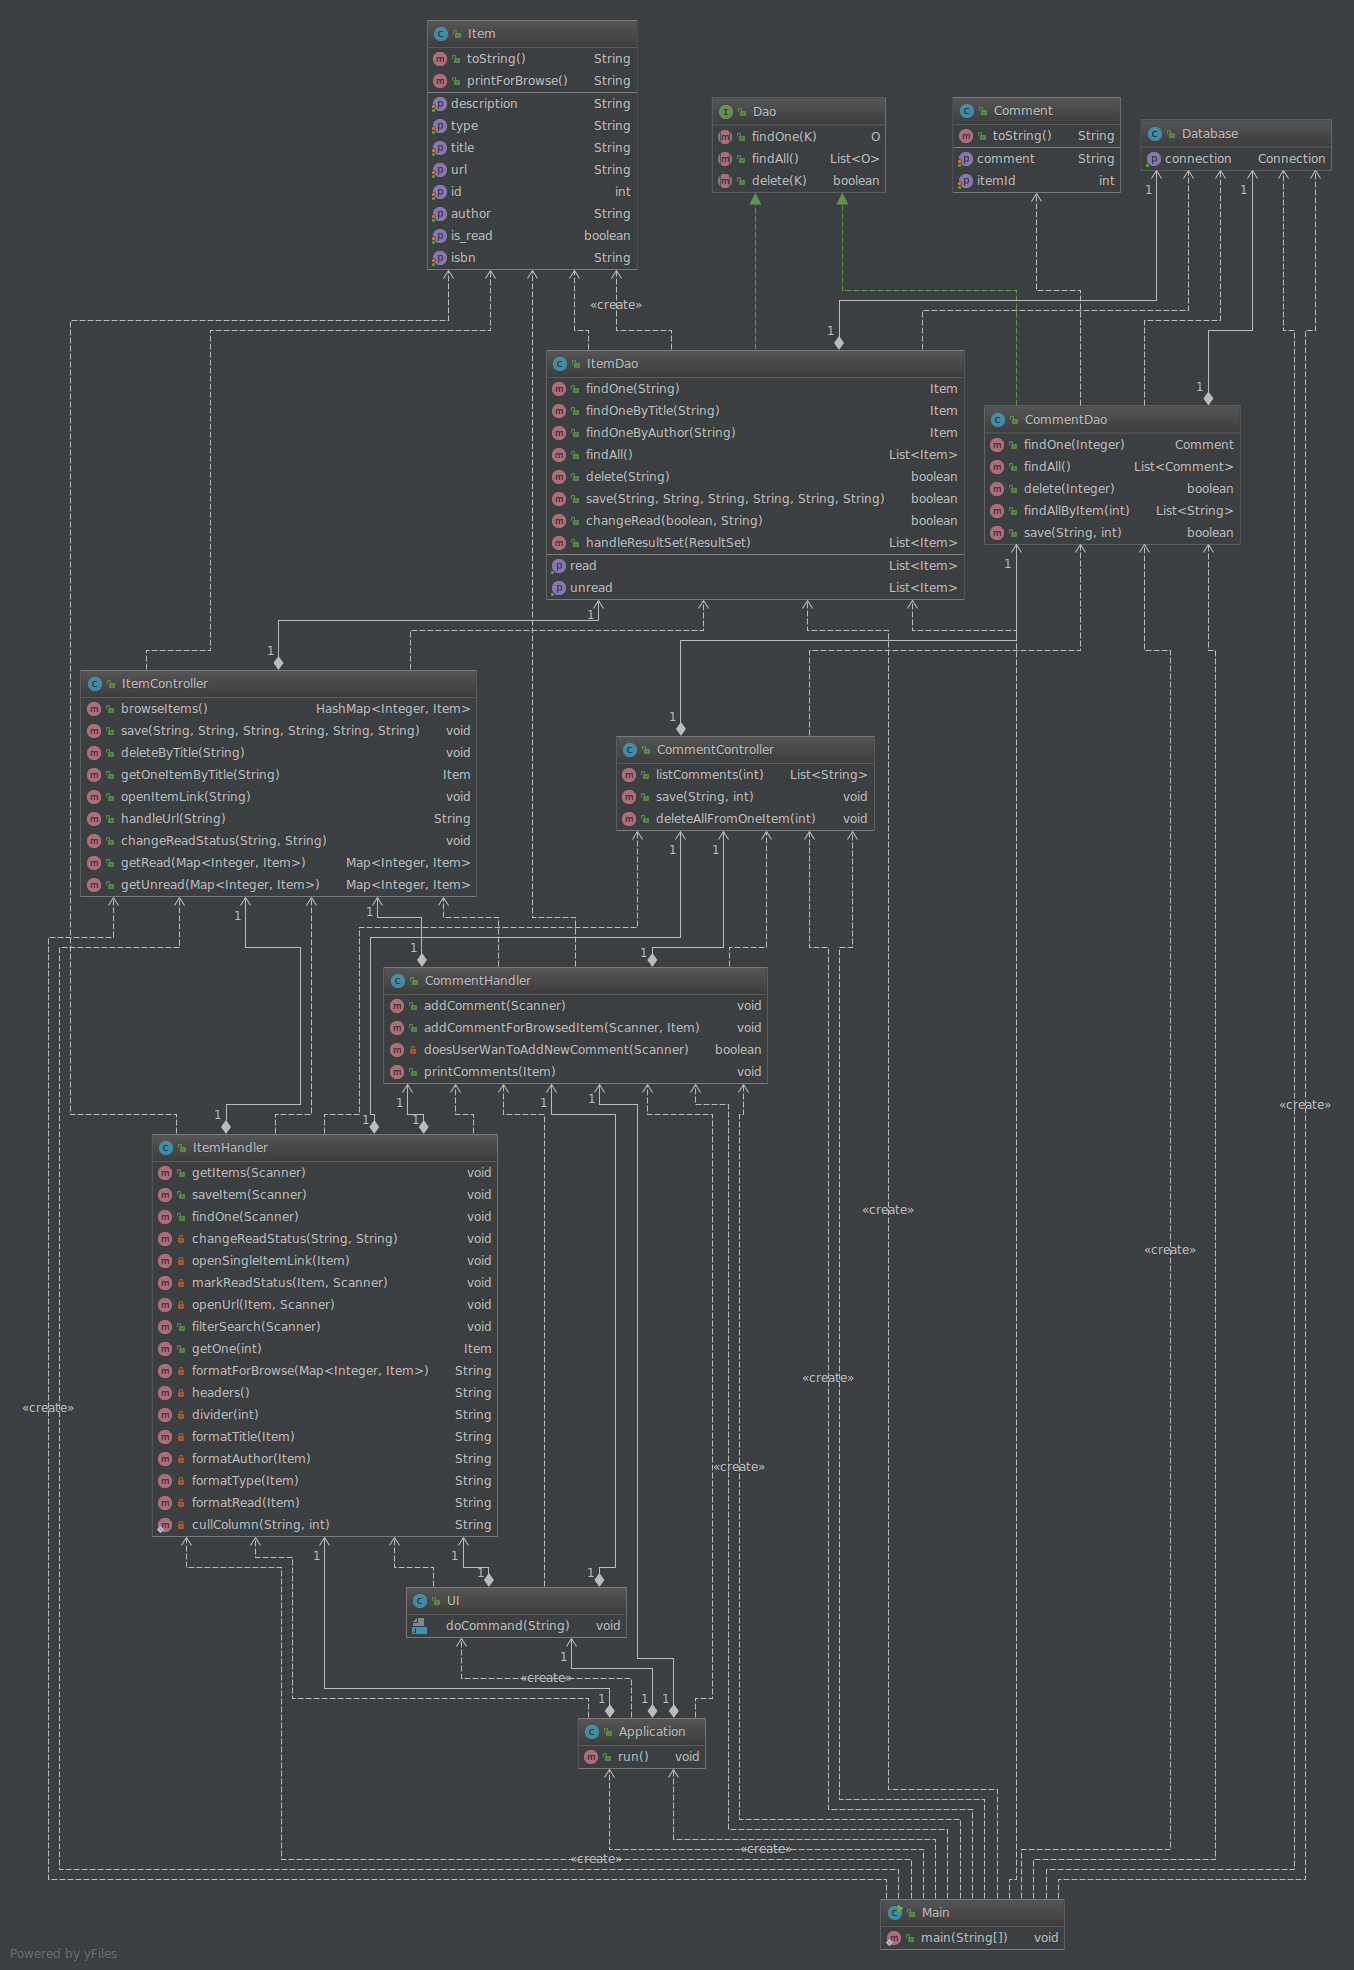 Item
toString() String
printForBrowse() String
description String
type String
title String
url String
id int
author String
is_read boolean
isbn String
Dao
findOne(K) O
findAll() List<O>
delete(K) boolean
Comment
toString() String
comment String
itemId int
Database
connection Connection
1
1
«create»
1
1
ItemDao
findOne(String) Item
findOneByTitle(String) Item
findOneByAuthor(String) Item
findAll() List<Item>
delete(String) boolean
save(String, String, String, String, String, String) boolean
changeRead(boolean, String) boolean
handleResultSet(ResultSet) List<Item>
read List<Item>
unread List<Item>
CommentDao
findOne(Integer) Comment
findAll() List<Comment>
delete(Integer) boolean
findAllByItem(int) List<String>
save(String, int) boolean
1
1
1
1
ItemController
browseItems() HashMap<Integer, Item>
save(String, String, String, String, String, String) void
deleteByTitle(String) void
getOneItemByTitle(String) Item
openItemLink(String) void
handleUrl(String) String
changeReadStatus(String, String) void
getRead(Map<Integer, Item>) Map<Integer, Item>
getUnread(Map<Integer, Item>) Map<Integer, Item>
CommentController
listComments(int) List<String>
save(String, int) void
deleteAllFromOneItem(int) void
1
1
1
1
1
1
CommentHandler
addComment(Scanner) void
addCommentForBrowsedItem(Scanner, Item) void
doesUserWanToAddNewComment(Scanner) boolean
printComments(Item) void
1
1
1
1
1
1
«create»
ItemHandler
getItems(Scanner) void
saveItem(Scanner) void
findOne(Scanner) void
changeReadStatus(String, String) void
openSingleItemLink(Item) void
markReadStatus(Item, Scanner) void
openUrl(Item, Scanner) void
filterSearch(Scanner) void
getOne(int) Item
formatForBrowse(Map<Integer, Item>) String
headers() String
divider(int) String
formatTitle(Item) String
formatAuthor(Item) String
formatType(Item) String
formatRead(Item) String
cullColumn(String, int) String
«create»
«create»
«create»
«create»
«create»
1
1
1
1
UI
doCommand(String) void
1
«create»
1
1
1
Application
run() void
«create»
«create»
Main
main(String[]) void
Powered by yFiles